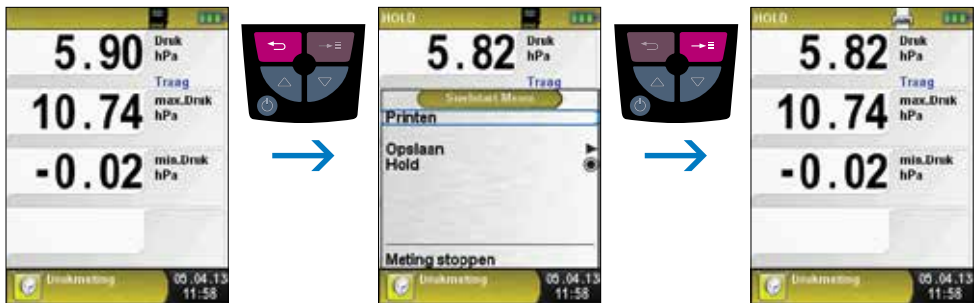 5.90 Druk hPa
Traag
10.74 max.Druk hPa
-0.02 min.Druk hPa
Drukmeting 05.04.13
11:58
HOLD
5.82 Druk hPa
Traag
Snelstart Menu
Printen
Opslaan
Hold
Meting stoppen
Drukmeting 05.04.13
11:58
HOLD
5.82 Druk hPa
Traag
10.74 max.Druk hPa
-0.02 min.Druk hPa
Drukmeting 05.04.13
11:58